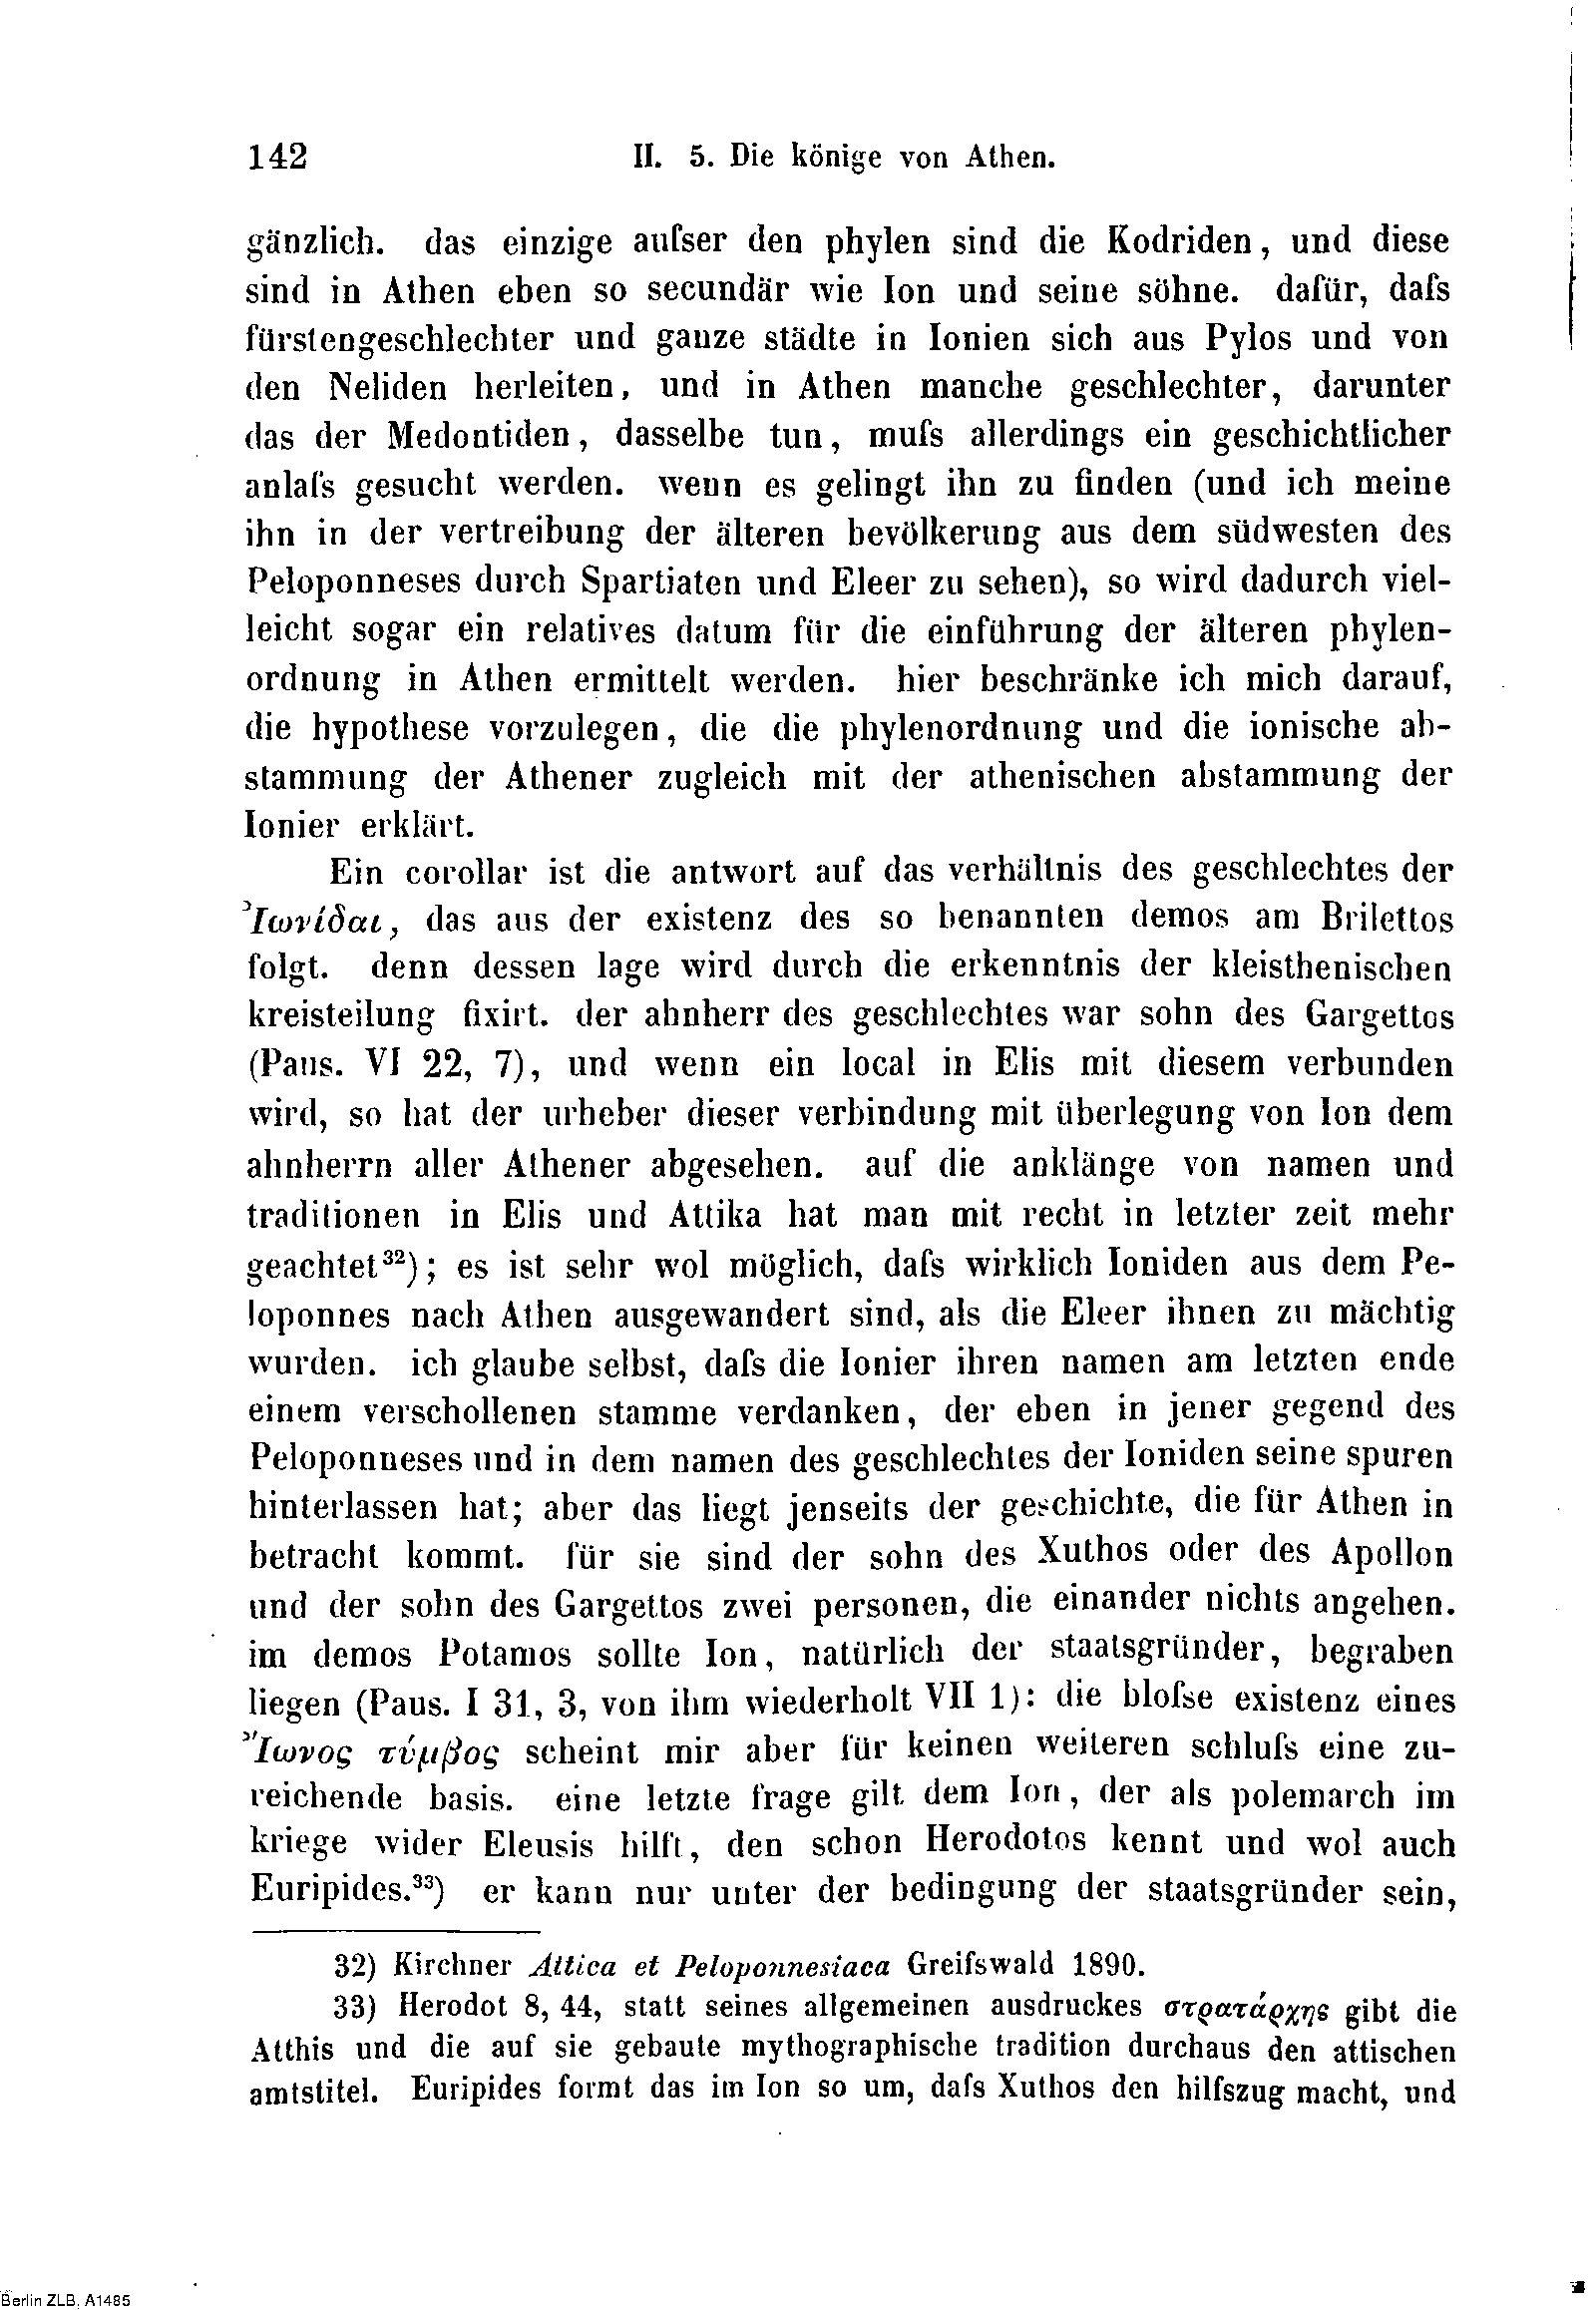 142 II. 5. Die könige von Athen.
gänzlich. das einzige auſser den phylen sind die Kodriden, und diese
sind in Athen eben so secundär wie Ion und seine söhne. dafür, daſs
fürstengeschlechter und ganze städte in Ionien sich aus Pylos und von
den Neliden herleiten, und in Athen manche geschlechter, darunter
das der Medontiden, dasselbe tun, muſs allerdings ein geschichtlicher
anlaſs gesucht werden. wenn es gelingt ihn zu finden (und ich meine
ihn in der vertreibung der älteren bevölkerung aus dem südwesten des
Peloponneses durch Spartiaten und Eleer zu sehen), so wird dadurch viel-
leicht sogar ein relatives datum für die einführung der älteren phylen-
ordnung in Athen ermittelt werden. hier beschränke ich mich darauf,
die hypothese vorzulegen, die die phylenordnung und die ionische ab-
stammung der Athener zugleich mit der athenischen abstammung der
Ionier erklärt.
Ein corollar ist die antwort auf das verhältnis des geschlechtes der
Ἰωνίδαι, das aus der existenz des so benannten demos am Brilettos
folgt. denn dessen lage wird durch die erkenntnis der kleisthenischen
kreisteilung fixirt. der ahnherr des geschlechtes war sohn des Gargettos
(Paus. VI 22, 7), und wenn ein local in Elis mit diesem verbunden
wird, so hat der urheber dieser verbindung mit überlegung von Ion dem
ahnherrn aller Athener abgesehen. auf die anklänge von namen und
traditionen in Elis und Attika hat man mit recht in letzter zeit mehr
geachtet³²); es ist sehr wol möglich, daſs wirklich Ioniden aus dem Pe-
loponnes nach Athen ausgewandert sind, als die Eleer ihnen zu mächtig
wurden. ich glaube selbst, daſs die Ionier ihren namen am letzten ende
einem verschollenen stamme verdanken, der eben in jener gegend des
Peloponneses und in dem namen des geschlechtes der Ioniden seine spuren
hinterlassen hat; aber das liegt jenseits der geschichte, die für Athen in
betracht kommt. für sie sind der sohn des Xuthos oder des Apollon
und der sohn des Gargettos zwei personen, die einander nichts angehen.
im demos Potamos sollte Ion, natürlich der staatsgründer, begraben
liegen (Paus. I 31, 3, von ihm wiederholt VII 1): die bloſse existenz eines
Ἴωνος τύμβος scheint mir aber für keinen weiteren schluſs eine zu-
reichende basis. eine letzte frage gilt dem Ion, der als polemarch im
kriege wider Eleusis hilft, den schon Herodotos kennt und wol auch
Euripides.³³) er kann nur unter der bedingung der staatsgründer sein,
32) Kirchner Attica et Peloponnesiaca Greifswald 1890.
33) Herodot 8, 44, statt seines allgemeinen ausdruckes στρατάρχης gibt die
Atthis und die auf sie gebaute mythographische tradition durchaus den attischen
amtstitel. Euripides formt das im Ion so um, daſs Xuthos den hilfszug macht, und
Berlin ZLB, A1485